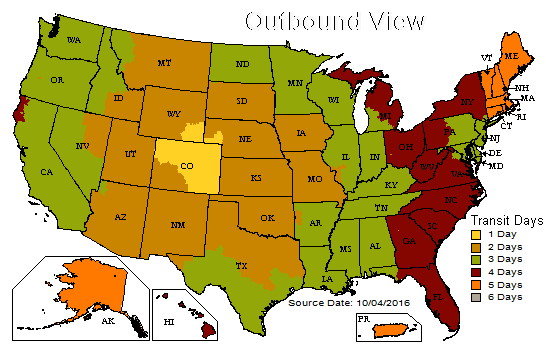 Outbound View
WA
OR
CA
NV
ID
MT
WY
UT
AZ
CO
NM
ND
SD
NE
KS
OK
TX
MN
IA
MO
AR
LA
WI
IL
IN
MI
OH
KY
TN
MS
AL
GA
FL
SC
NC
VA
WV
PA
NY
VT
ME
NH
MA
RI
CT
NJ
DE
MD
AK
HI
PR
Transit Days
1 Day
2 Days
3 Days
4 Days
5 Days
6 Days
Source Date: 10/04/2016